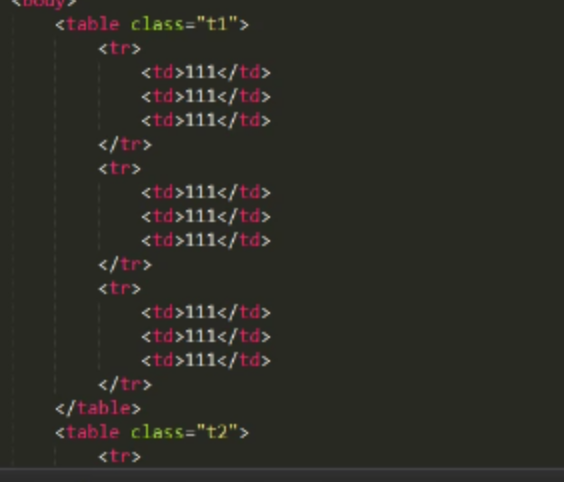 <body>
<table class="t1">
<tr>
<td>111</td>
<td>111</td>
<td>111</td>
</tr>
<tr>
<td>111</td>
<td>111</td>
<td>111</td>
</tr>
<tr>
<td>111</td>
<td>111</td>
<td>111</td>
</tr>
</table>
<table class="t2">
<tr>